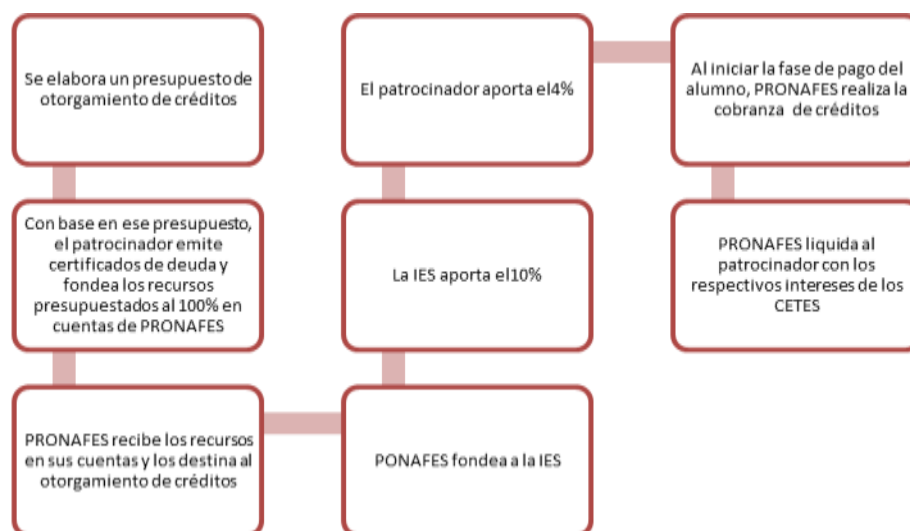 Se elabora un presupuesto de
otorgamiento de créditos
Con base en ese presupuesto,
el patrocinador emite
certificados de deuda y
fondea los recursos
presupuestados al 100% en
cuentas de PRONAFES
PRONAFES recibe los recursos
en sus cuentas y los destina al
otorgamiento de créditos
PONAFES fondea a la IES
La IES aporta el10%
El patrocinador aporta el4%
Al iniciar la fase de pago del
alumno, PRONAFES realiza la
cobranza de créditos
PRONAFES liquida al
patrocinador con los
respectivos intereses de los
CETES